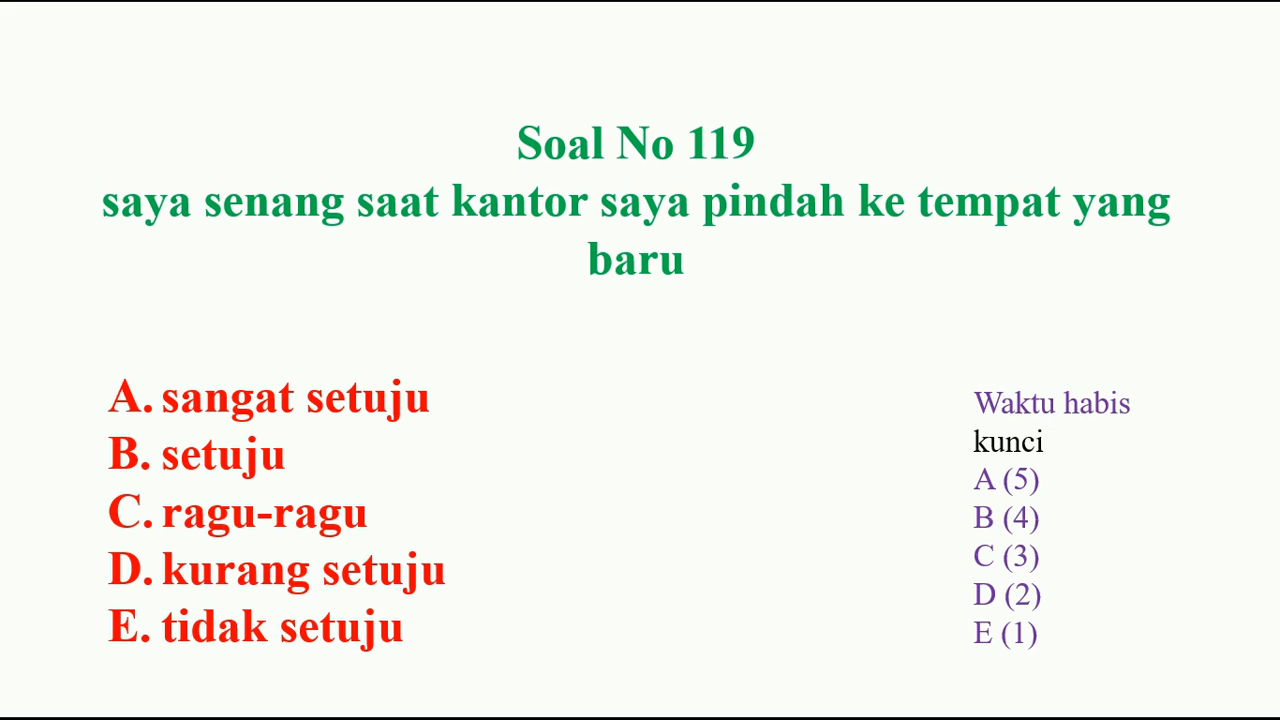 Soal No 119
saya senang saat kantor saya pindah ke tempat yang
baru
A. sangat setuju
B. setuju
C. ragu-ragu
D. kurang setuju
E. tidak setuju
Waktu habis
kunci
A (5)
B (4)
C (3)
D (2)
E (1)